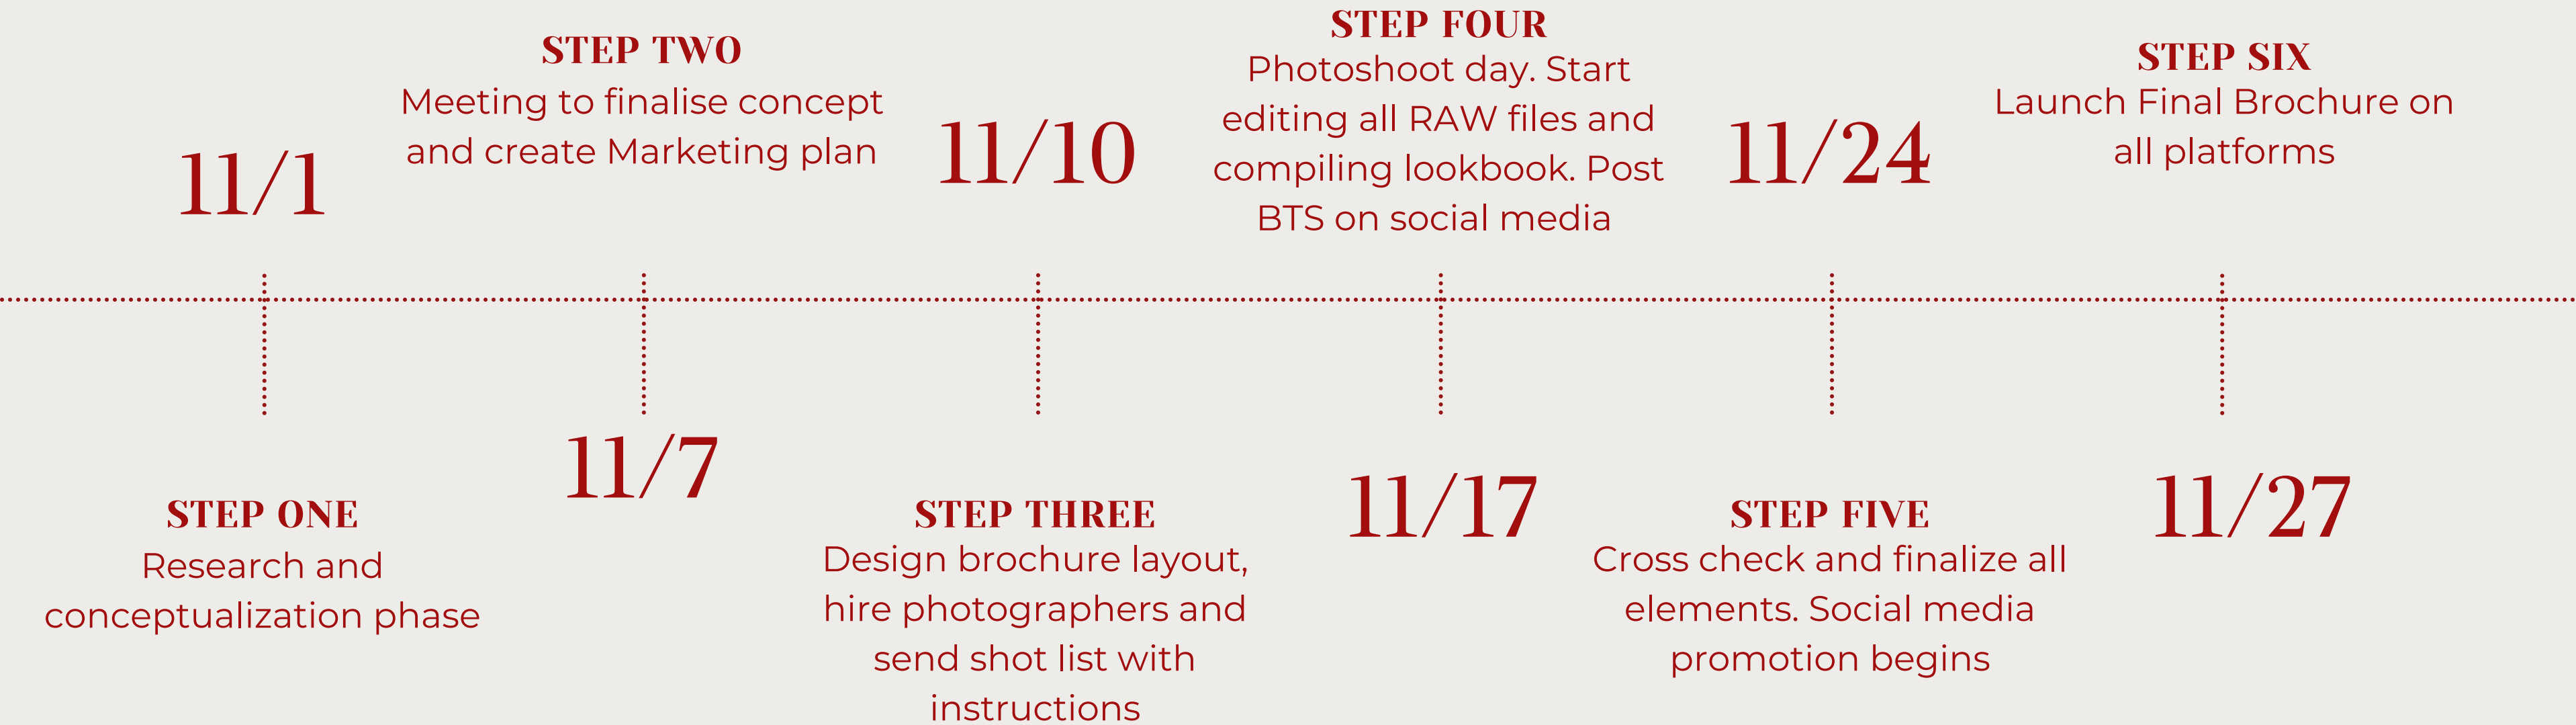 11/1
STEP ONE
Research and
conceptualization phase
STEP TWO
Meeting to finalise concept
and create Marketing plan
11/7
11/10
STEP THREE
Design brochure layout,
hire photographers and
send shot list with
instructions
STEP FOUR
Photoshoot day. Start
editing all RAW files and
compiling lookbook. Post
BTS on social media
11/17
11/24
STEP FIVE
Cross check and finalize all
elements. Social media
promotion begins
STEP SIX
Launch Final Brochure on
all platforms
11/27